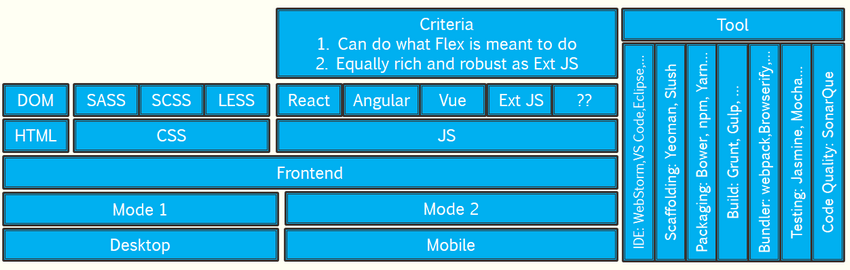 Criteria
1. Can do what Flex is meant to do
2. Equally rich and robust as Ext JS
Tool
DOM
SASS
SCSS
LESS
React
Angular
Vue
Ext JS
??
HTML
CSS
JS
Frontend
Mode 1
Mode 2
Desktop
Mobile
IDE: WebStorm,VS Code,Eclipse,...
Scaffolding: Yeoman, Slush
Packaging: Bower, npm, Yarn...
Build: Grunt, Gulp, ...
Bundler: webpack,Browserify,...
Testing: Jasmine, Mocha...
Code Quality: SonarQue